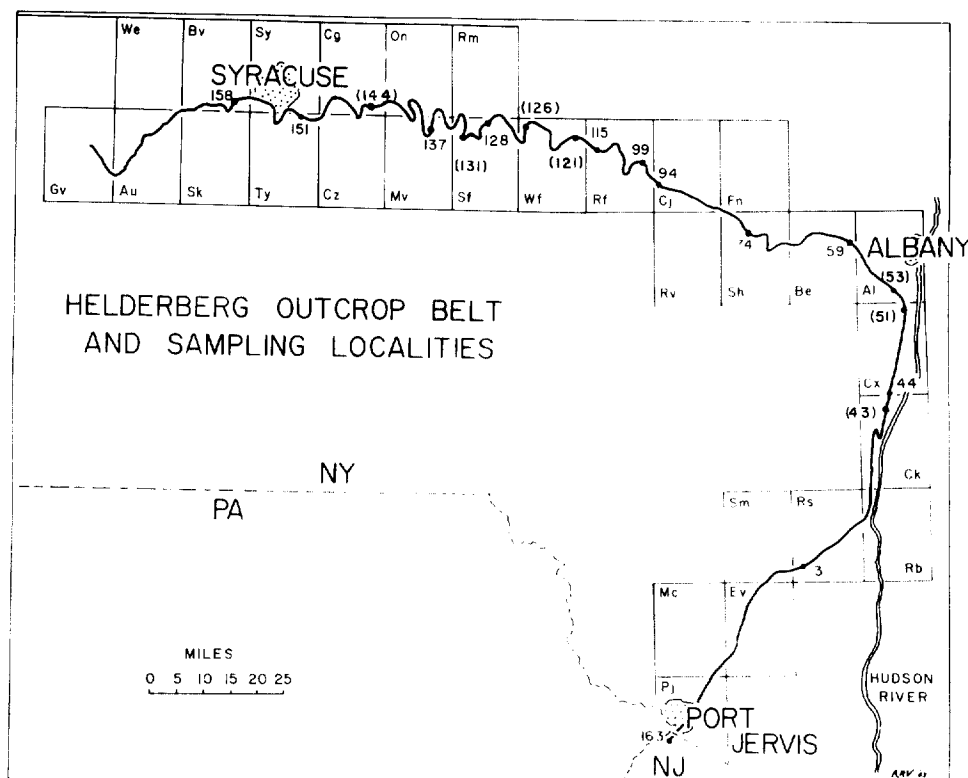 We Bv Sy Cg On Rm
SYRACUSE
158 (144) (126)
151 137 128 115
(131) (121) 99
94
Gv Au Sk Ty Cz Mv Sf Wf Rf Cj Fn
74 59 ALBANY
Rv Sh Be Al (53)
(51)
HELDERBERG OUTCROP BELT
AND SAMPLING LOCALITIES
Cx 44
(43)
NY
PA
Ck
Sm Rs
3
Rb
Mc Ev
MILES
0 5 10 15 20 25
Pj
HUDSON
RIVER
PORT
163 JERVIS
NJ